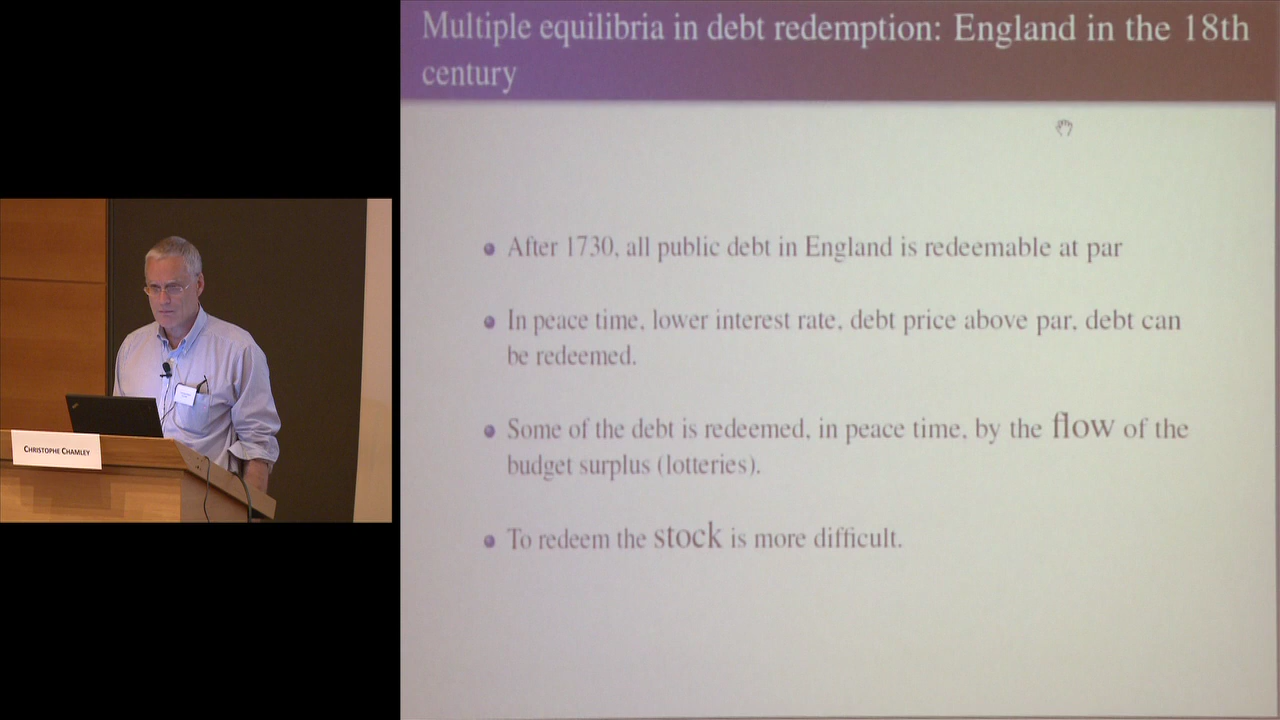 Multiple equilibria in debt redemption: England in the 18th
century
After 1730, all public debt in England is redeemable at par
In peace time, lower interest rate, debt price above par, debt can
be redeemed.
Some of the debt is redeemed, in peace time, by the flow of the
budget surplus (lotteries).
To redeem the stock is more difficult.
CHRISTOPHE CHAMLEY